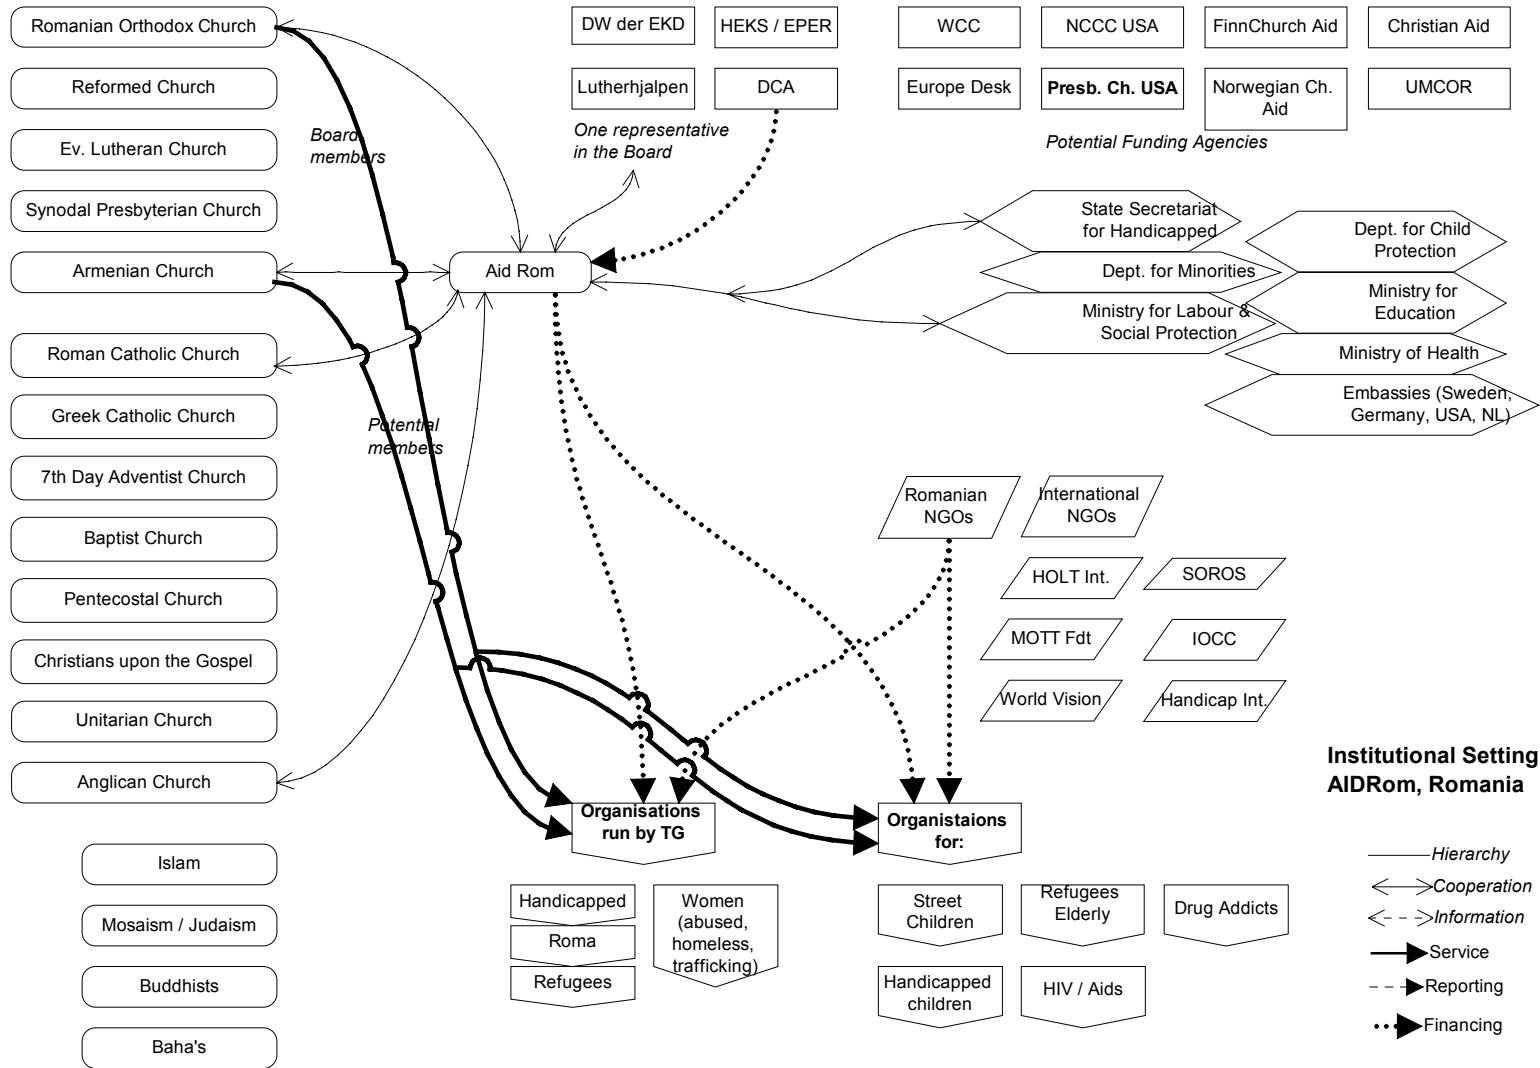 Romanian Orthodox Church
Reformed Church
Ev. Lutheran Church
Synodal Presbyterian Church
Armenian Church
Roman Catholic Church
Greek Catholic Church
7th Day Adventist Church
Baptist Church
Pentecostal Church
Christians upon the Gospel
Unitarian Church
Anglican Church
Islam
Mosaism / Judaism
Buddhists
Baha's
Board
members
Potential
members
DW der EKD
HEKS / EPER
Lutherhjalpen
DCA
One representative
in the Board
Aid Rom
WCC
NCCC USA
FinnChurch Aid
Christian Aid
Europe Desk
Presb. Ch. USA
Norwegian Ch.
Aid
UMCOR
Potential Funding Agencies
State Secretariat
for Handicapped
Dept. for Minorities
Ministry for Labour &
Social Protection
Dept. for Child
Protection
Ministry for
Education
Ministry of Health
Embassies (Sweden,
Germany, USA, NL)
Romanian
NGOs
International
NGOs
HOLT Int.
SOROS
MOTT Fdt
IOCC
World Vision
Handicap Int.
Organisations
run by TG
Handicapped
Roma
Refugees
Women
(abused,
homeless,
trafficking)
Organistaions
for:
Street
Children
Refugees
Elderly
Drug Addicts
Handicapped
children
HIV / Aids
Institutional Setting
AIDRom, Romania
Hierarchy
Cooperation
Information
Service
Reporting
Financing